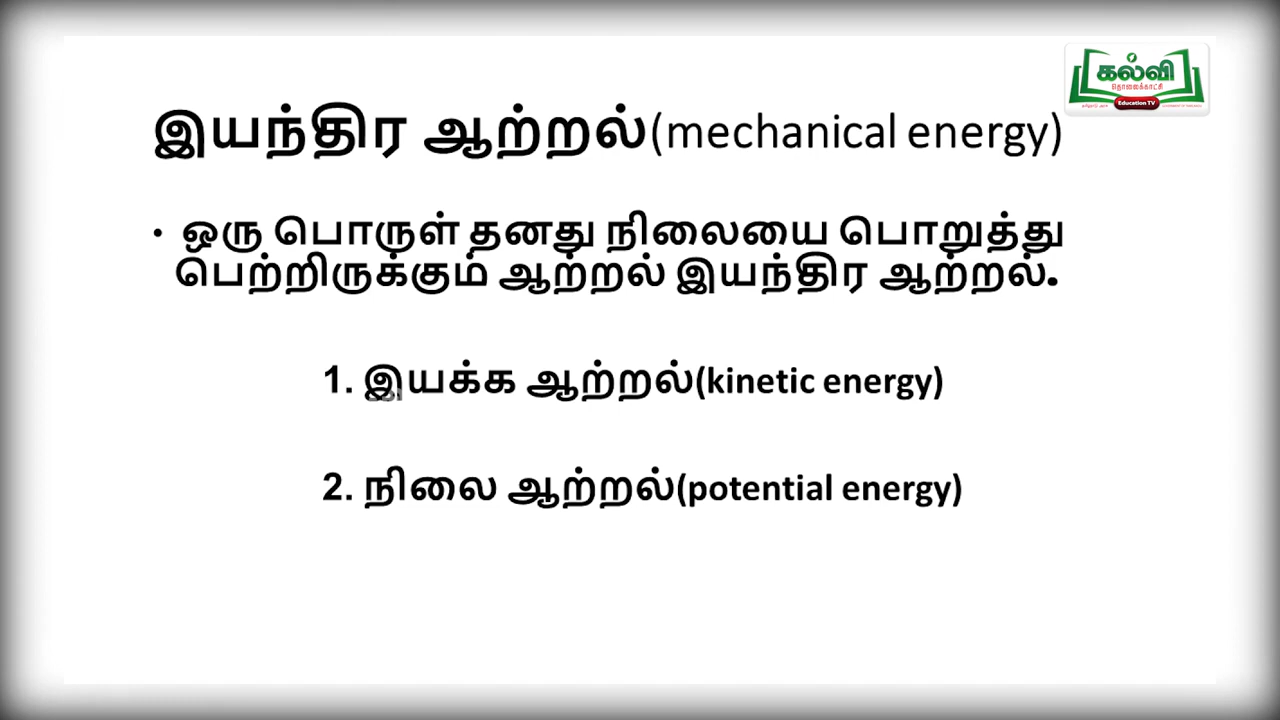 கல்வி
தொலைக்காட்சி
Education TV
இயந்திர ஆற்றல்(mechanical energy)
• ஒரு பொருள் தனது நிலையை பொறுத்து
பெற்றிருக்கும் ஆற்றல் இயந்திர ஆற்றல்.
1. இயக்க ஆற்றல்(kinetic energy)
2. நிலை ஆற்றல்(potential energy)